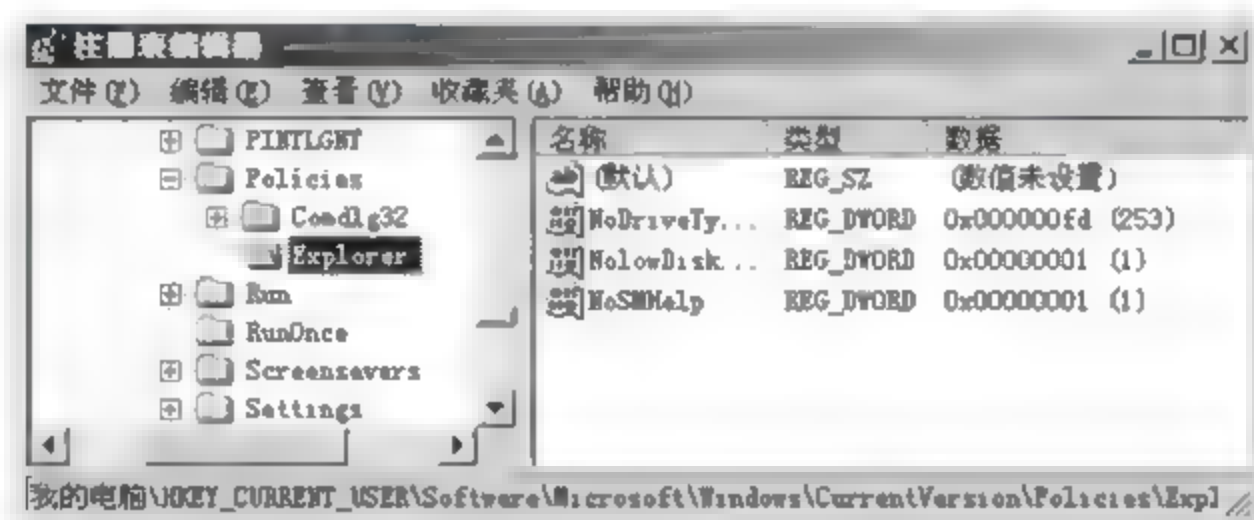 注册表编辑器
文件(F) 编辑(E) 查看(V) 收藏夹(A) 帮助(H)
PINTLGNT
Policies
Comdlg32
Explorer
Run
RunOnce
Screensavers
Settings
名称 类型 数据
(默认) REG_SZ (数值未设置)
NoDriveTy... REG_DWORD 0x000000fd (253)
NolowDisk... REG_DWORD 0x00000001 (1)
NoSMHelp REG_DWORD 0x00000001 (1)
我的电脑\HKEY_CURRENT_USER\Software\Microsoft\Windows\CurrentVersion\Policies\Expl